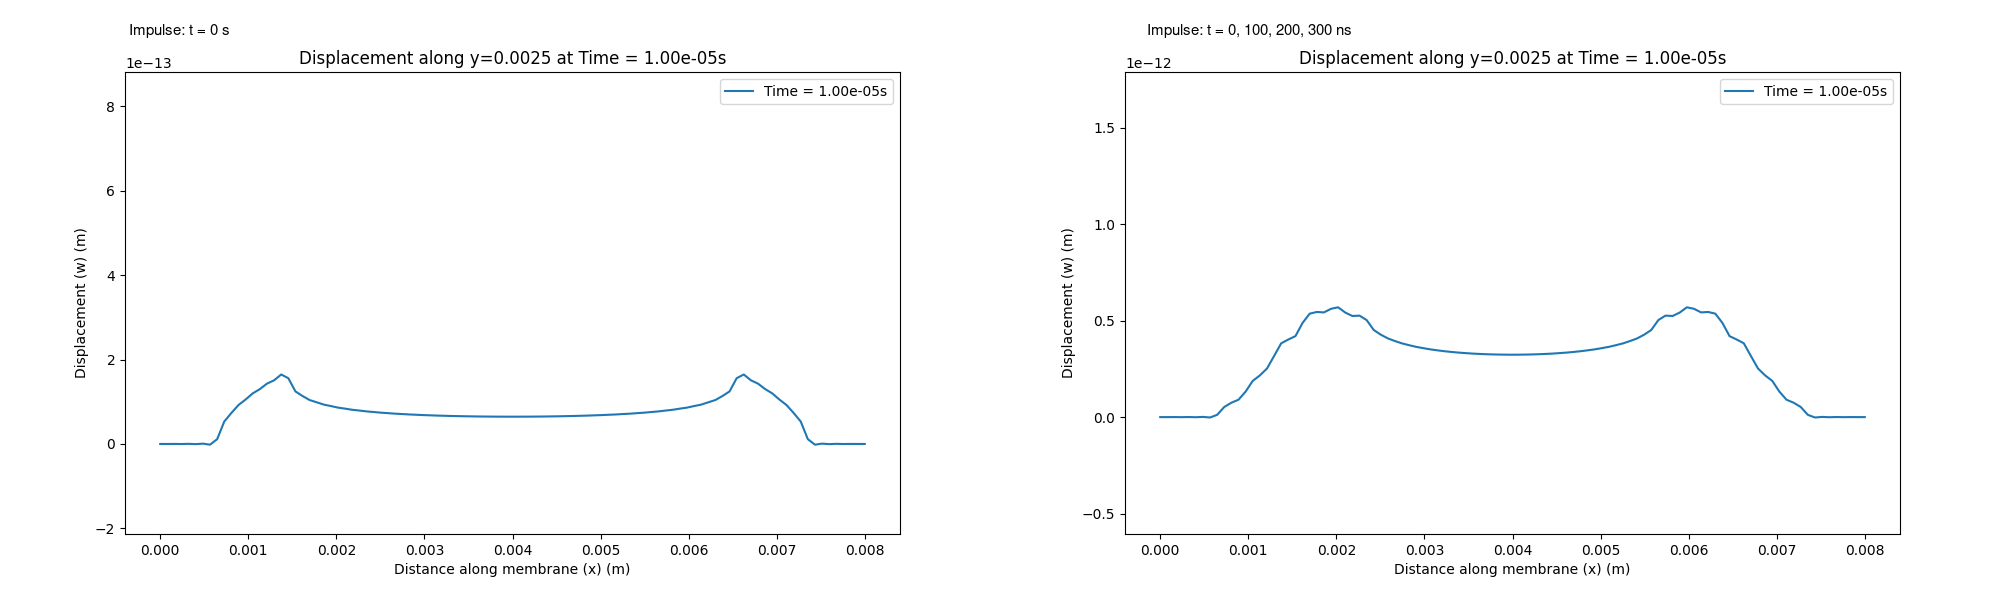 Impulse: t = 0 s
Displacement along y=0.0025 at Time = 1.00e-05s
1e−13
Time = 1.00e-05s
8
6
4
2
0
−2
Displacement (w) (m)
0.000 0.001 0.002 0.003 0.004 0.005 0.006 0.007 0.008
Distance along membrane (x) (m)
Impulse: t = 0, 100, 200, 300 ns
Displacement along y=0.0025 at Time = 1.00e-05s
1e−12
Time = 1.00e-05s
1.5
1.0
0.5
0.0
−0.5
Displacement (w) (m)
0.000 0.001 0.002 0.003 0.004 0.005 0.006 0.007 0.008
Distance along membrane (x) (m)